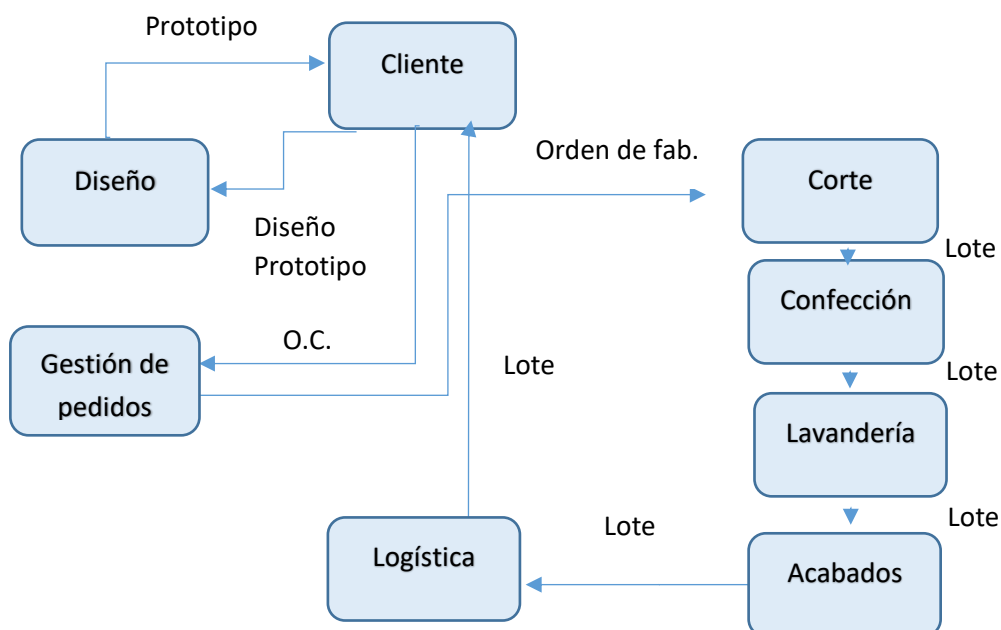 Prototipo
Cliente
Diseño
Orden de fab.
Corte
Diseño
Prototipo
Lote
Confección
O.C.
Gestión de
pedidos
Lote
Lote
Lavandería
Lote
Lote
Logística
Acabados